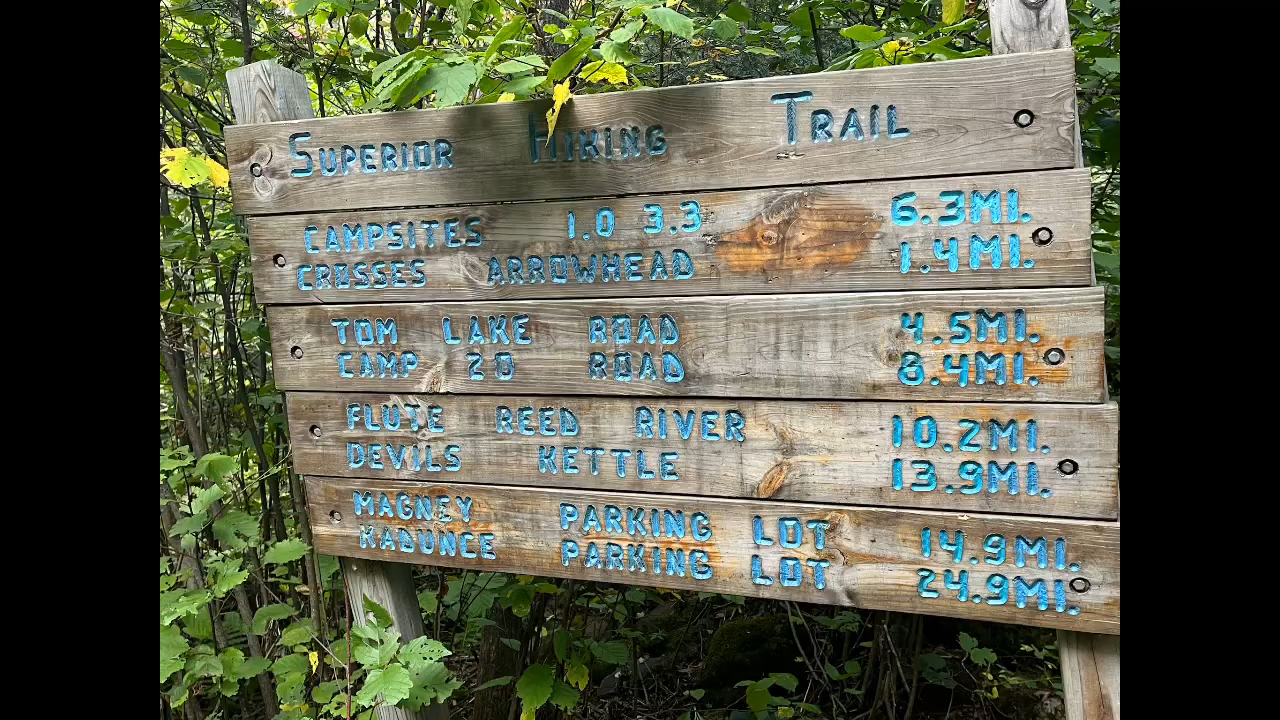 SUPERIOR HIKING TRAIL
CAMPSITES 1.0 3.3 6.3MI.
CROSSES ARROWHEAD 1.4MI.
TOM LAKE ROAD 4.5MI.
CAMP 20 ROAD 8.4MI.
FLUTE REED RIVER 10.2MI.
DEVILS KETTLE 13.9MI.
MAGNEY PARKING LOT 14.9MI.
KADUNCE PARKING LOT 24.9MI.